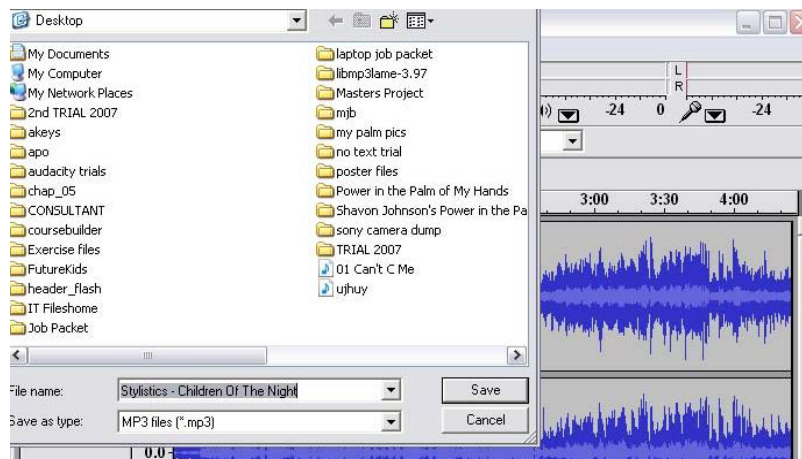 Desktop
My Documents
My Computer
My Network Places
2nd TRIAL 2007
akeys
apo
audacity trials
chap_05
CONSULTANT
coursebuilder
Exercise files
FutureKids
header_flash
IT Fileshome
Job Packet
laptop job packet
libmp3lame-3.97
Masters Project
mjb
my palm pics
no text trial
poster files
Power in the Palm of My Hands
Shavon Johnson's Power in the Pa
sony camera dump
TRIAL 2007
01 Can't C Me
ujhuy
File name:
Stylistics - Children Of The Night
Save
Save as type:
MP3 files (*.mp3)
Cancel
L
R
-24 0 -24
3:00 3:30 4:00
0.0